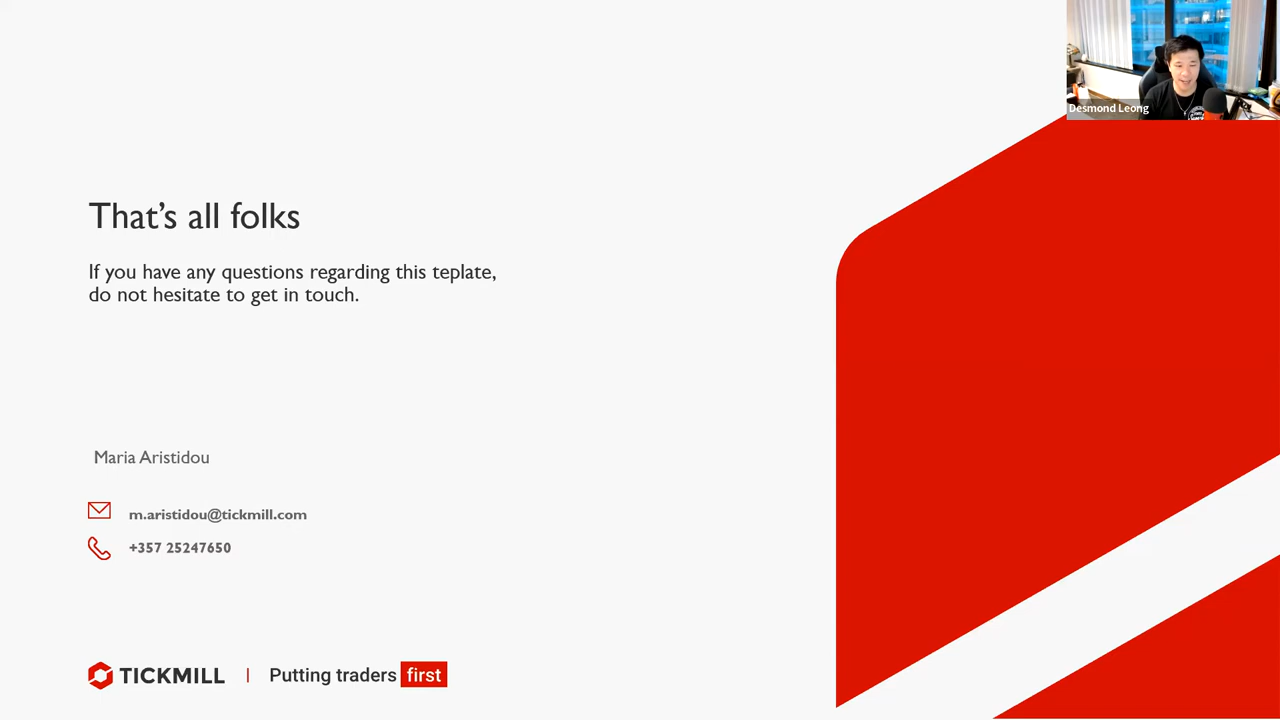 Desmond Leong
That's all folks
If you have any questions regarding this teplate,
do not hesitate to get in touch.
Maria Aristidou
m.aristidou@tickmill.com
+357 25247650
TICKMILL | Putting traders first